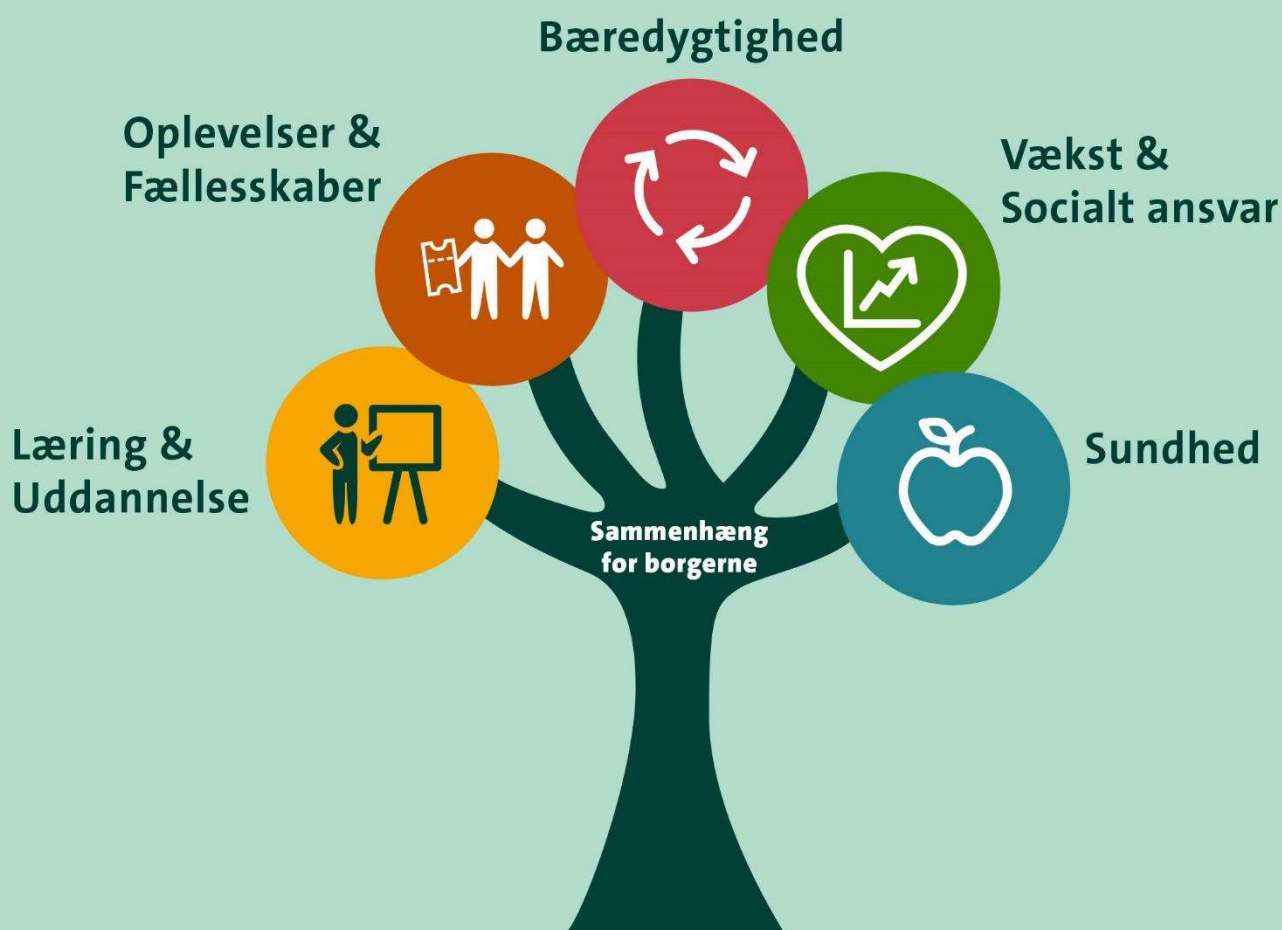 Bæredygtighed
Oplevelser &
Fællesskaber
Vækst &
Socialt ansvar
Læring &
Uddannelse
Sundhed
Sammenhæng
for borgerne